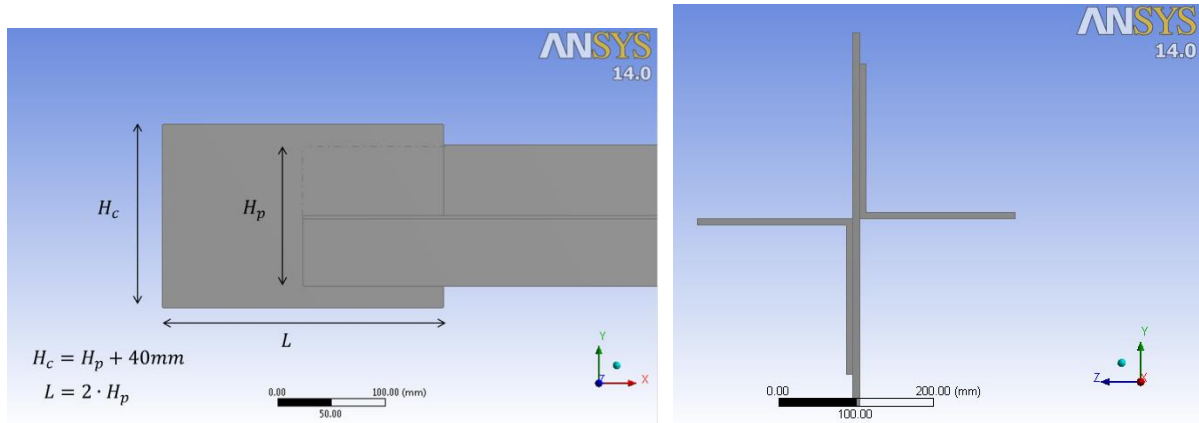 ANSYS
14.0
H_c
H_p
L
H_c = H_p + 40mm
L = 2 · H_p
0.00 100.00 (mm)
50.00
Y
Z X
ANSYS
14.0
0.00 200.00 (mm)
100.00
Y
Z X